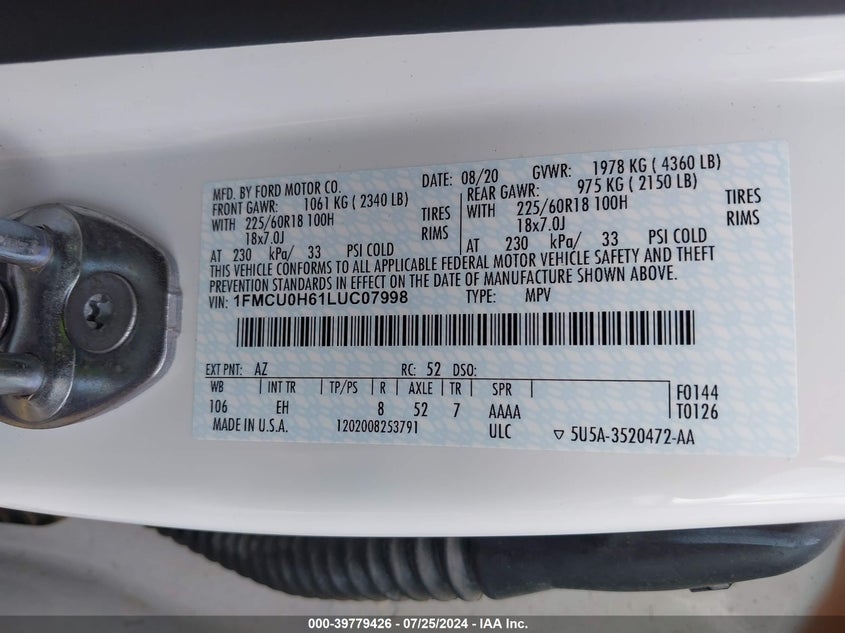 MFD. BY FORD MOTOR CO. DATE: 08/20 GVWR: 1978 KG ( 4360 LB)
FRONT GAWR: 1061 KG ( 2340 LB) REAR GAWR: 975 KG ( 2150 LB)
WITH 225/60R18 100H TIRES WITH 225/60R18 100H TIRES
18x7.0J RIMS 18x7.0J RIMS
AT 230 kPa/ 33 PSI COLD AT 230 kPa/ 33 PSI COLD
THIS VEHICLE CONFORMS TO ALL APPLICABLE FEDERAL MOTOR VEHICLE SAFETY AND THEFT
PREVENTION STANDARDS IN EFFECT ON THE DATE OF MANUFACTURE SHOWN ABOVE.
VIN: 1FMCU0H61LUC07998 TYPE: MPV
EXT PNT: AZ RC: 52 DSO:
WB INT TR TP/PS R AXLE TR SPR F0144
106 EH 8 52 7 AAAA T0126
MADE IN U.S.A. 1202008253791 ULC ▽ 5U5A-3520472-AA
000-39779426 - 07/25/2024 - IAA Inc.